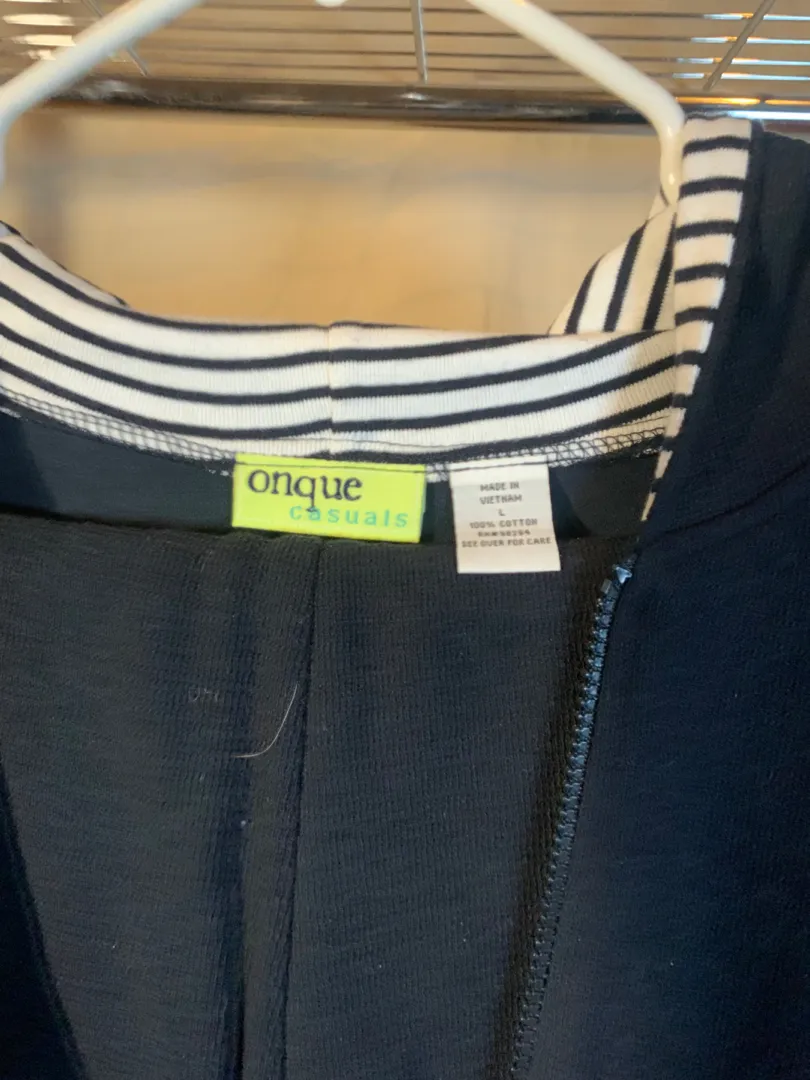 onque
casuals
MADE IN
VIETNAM
L
100% COTTON
SEE OVER FOR CARE